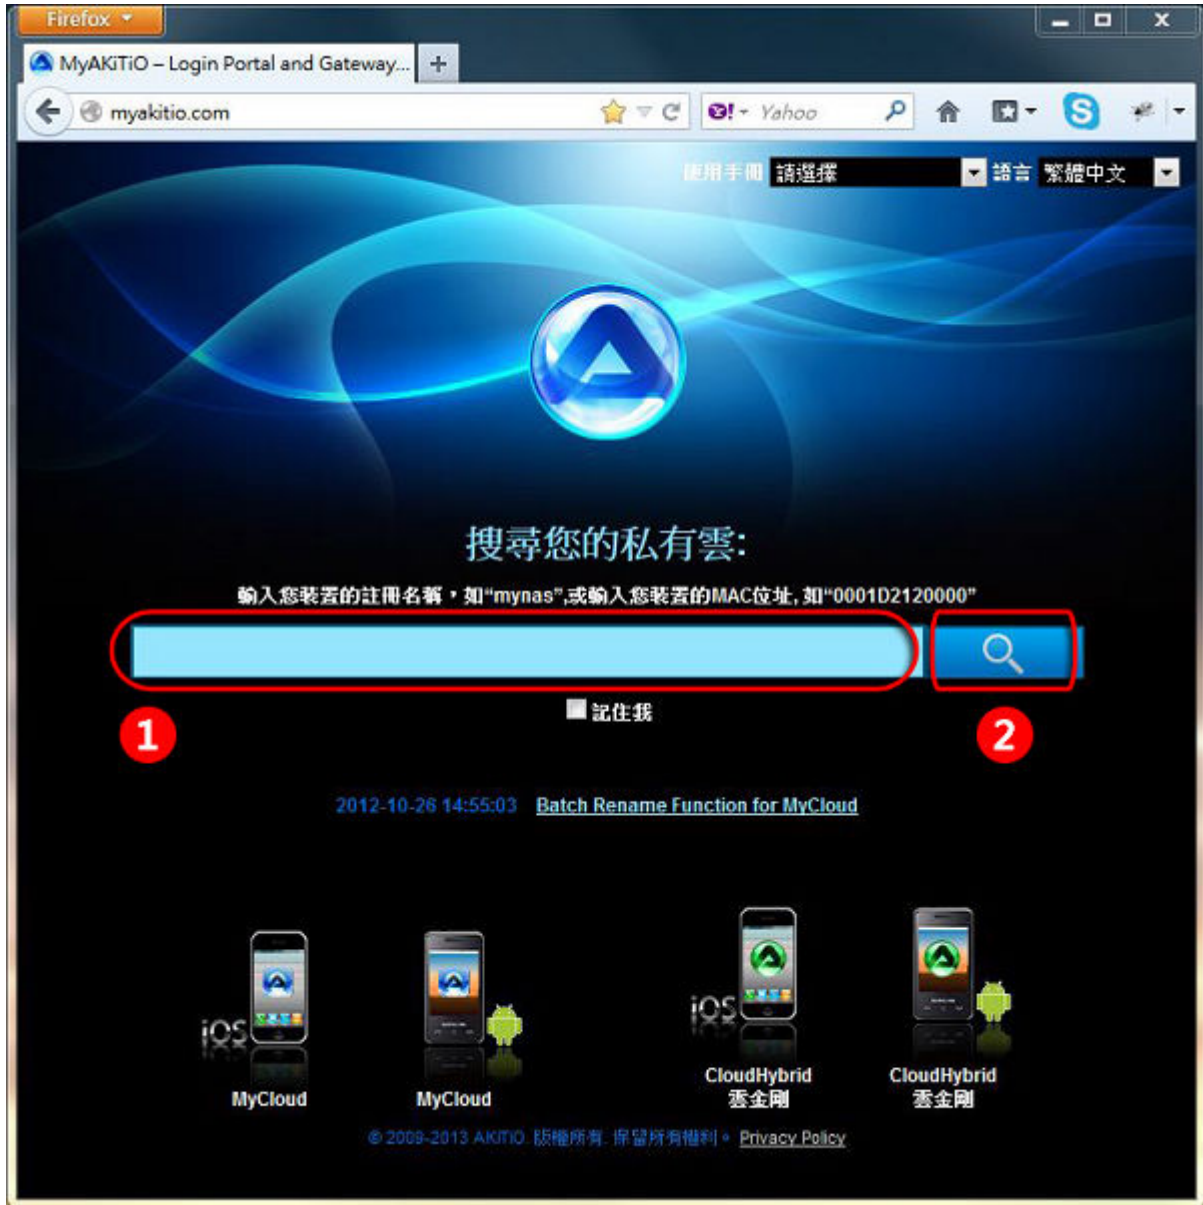 Firefox
MyAKiTiO – Login Portal and Gateway...
myakitio.com
Yahoo
使用手冊 請選擇 語言 繁體中文
搜尋您的私有雲:
輸入您裝置的註冊名稱，如“mynas",或輸入您裝置的MAC位址, 如“0001D2120000"
記住我
1
2
2012-10-26 14:55:03 Batch Rename Function for MyCloud
iOS
iOS
MyCloud
MyCloud
CloudHybrid
雲金剛
CloudHybrid
雲金剛
© 2009-2013 AKiTiO. 版權所有. 保留所有權利。 Privacy Policy